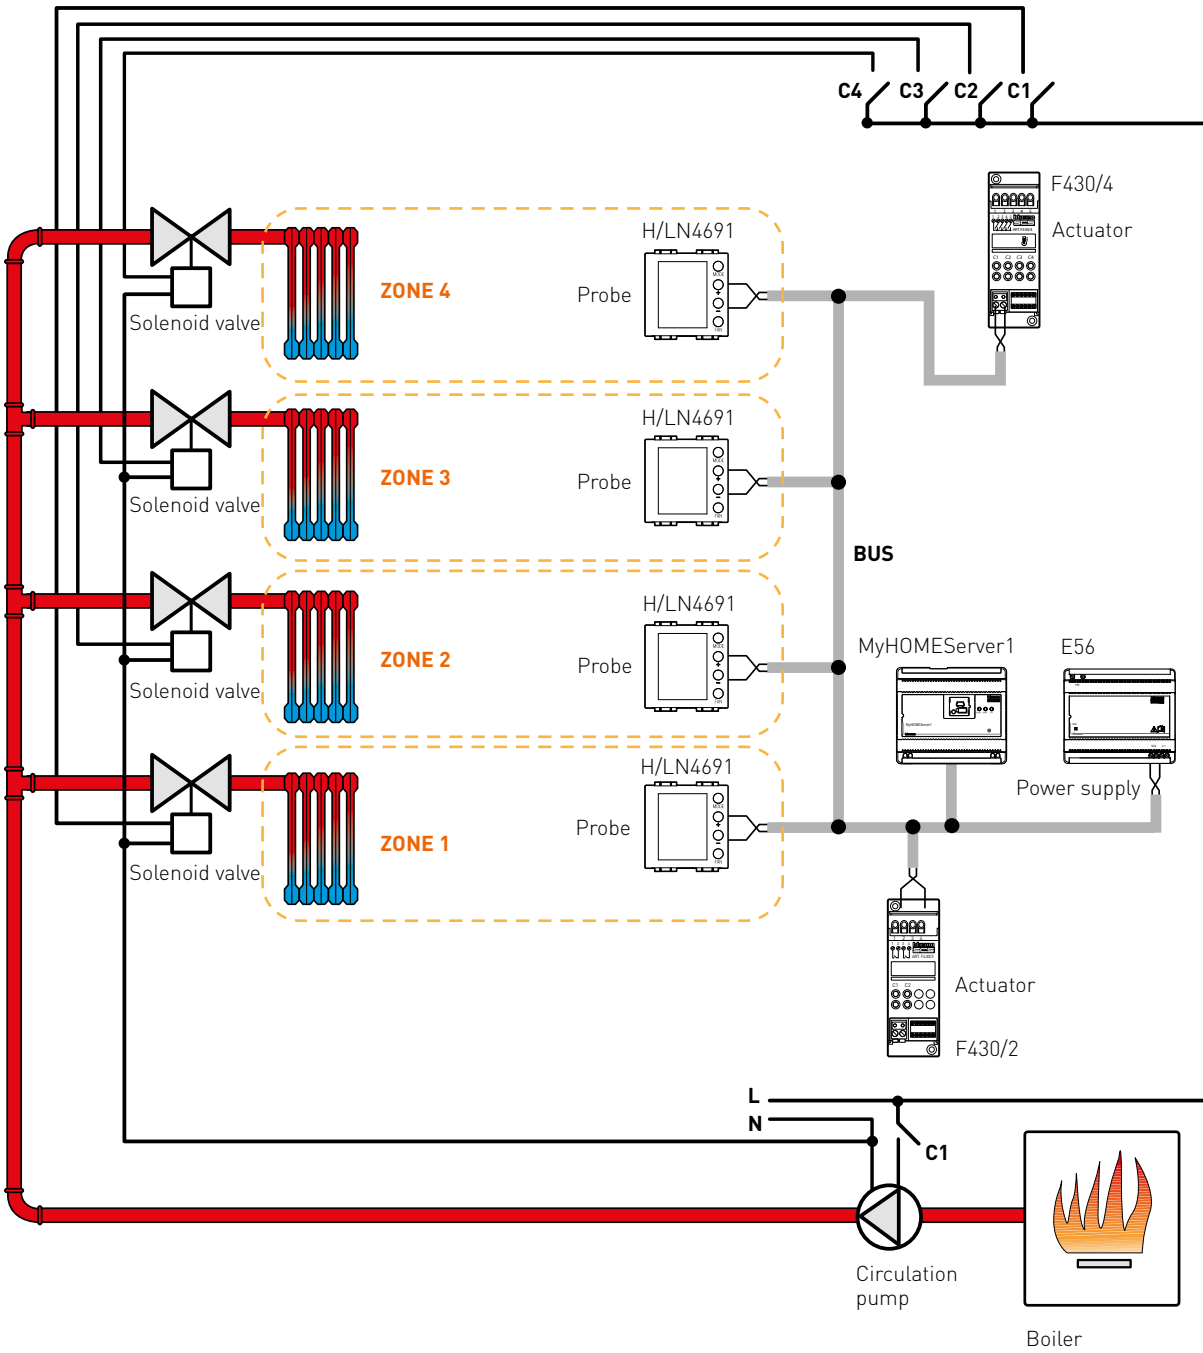 C4 C3 C2 C1
F430/4
Actuator
H/LN4691
Probe
ZONE 4
Solenoid valve
H/LN4691
Probe
ZONE 3
Solenoid valve
BUS
H/LN4691
Probe
ZONE 2
Solenoid valve
MyHOMEServer1
E56
Power supply
H/LN4691
Probe
ZONE 1
Solenoid valve
Actuator
F430/2
L
N
C1
Circulation
pump
Boiler